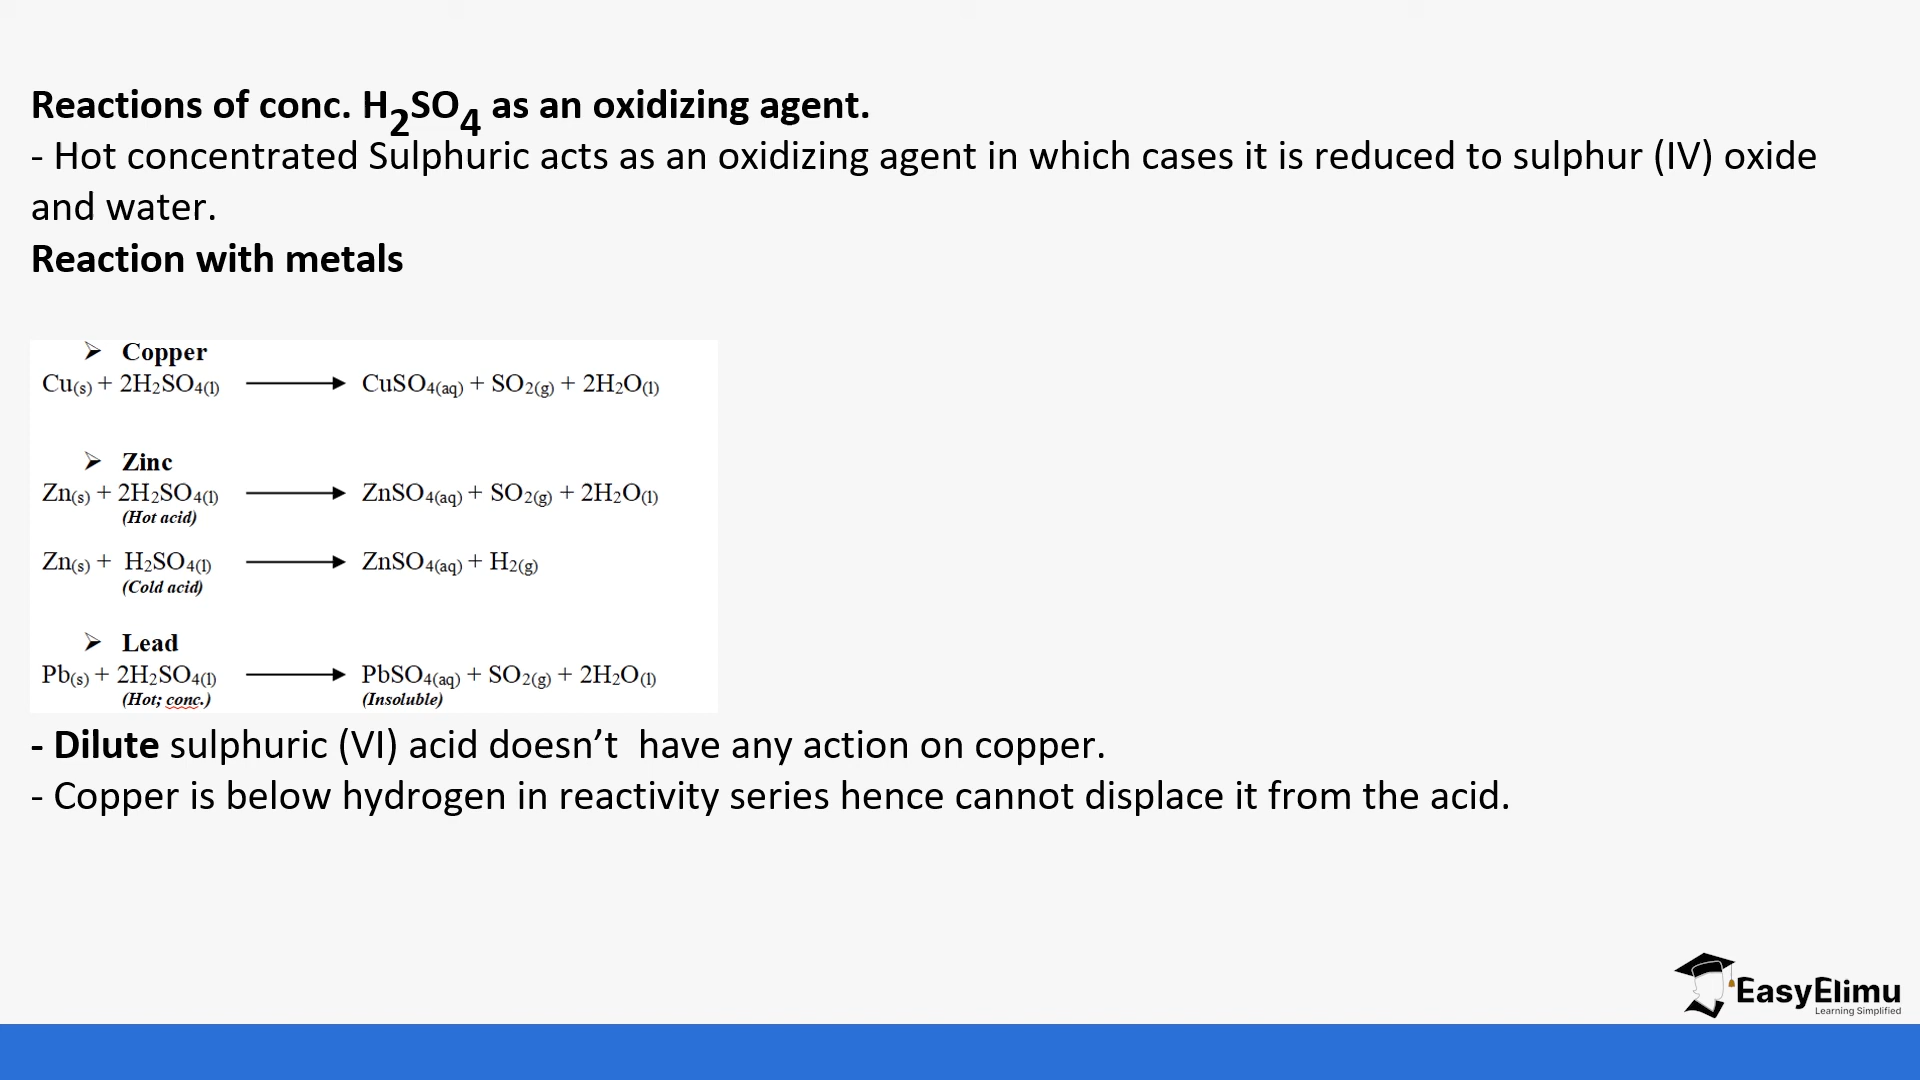 Reactions of conc. H₂SO₄ as an oxidizing agent.
- Hot concentrated Sulphuric acts as an oxidizing agent in which cases it is reduced to sulphur (IV) oxide
and water.
Reaction with metals
➢ Copper
Cu(s) + 2H₂SO₄(l) ⟶ CuSO₄(aq) + SO₂(g) + 2H₂O(l)
➢ Zinc
Zn(s) + 2H₂SO₄(l) ⟶ ZnSO₄(aq) + SO₂(g) + 2H₂O(l)
(Hot acid)
Zn(s) + H₂SO₄(l) ⟶ ZnSO₄(aq) + H₂(g)
(Cold acid)
➢ Lead
Pb(s) + 2H₂SO₄(l) ⟶ PbSO₄(aq) + SO₂(g) + 2H₂O(l)
(Hot; conc.) (Insoluble)
- Dilute sulphuric (VI) acid doesn’t  have any action on copper.
- Copper is below hydrogen in reactivity series hence cannot displace it from the acid.
EasyElimu
Learning Simplified